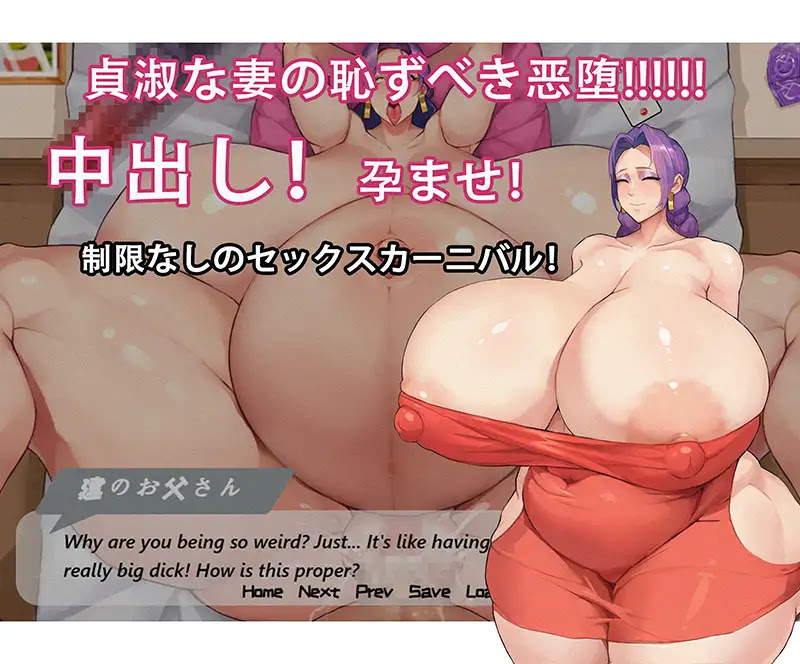 貞淑な妻の恥ずべき悪堕!!!!!!
中出し! 孕ませ!
制限なしのセックスカーニバル!
蓮のお父さん
Why are you being so weird? Just... It's like having
really big dick! How is this proper?
Home Next Prev Save Loa